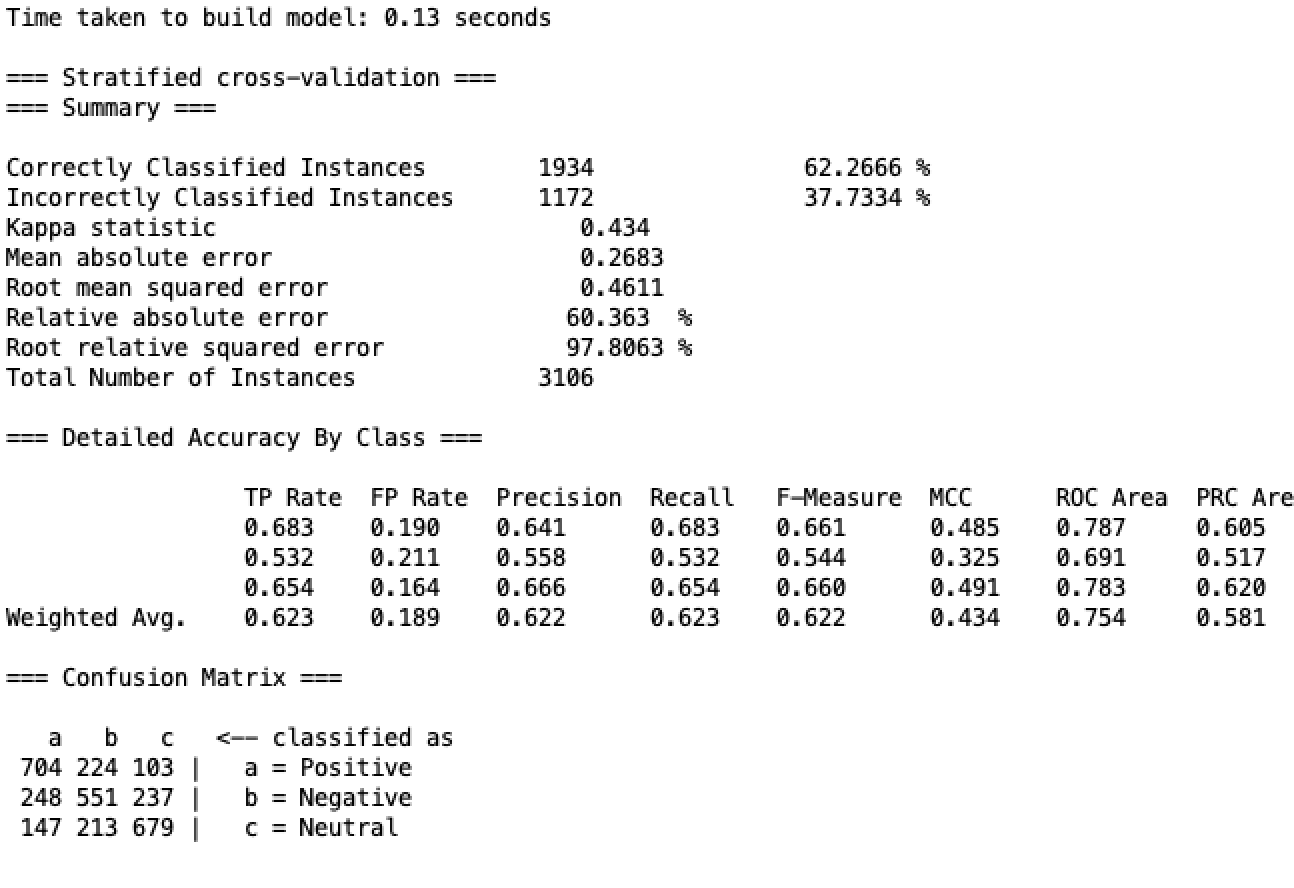 Time taken to build model: 0.13 seconds
=== Stratified cross-validation ===
=== Summary ===
Correctly Classified Instances 1934 62.2666 %
Incorrectly Classified Instances 1172 37.7334 %
Kappa statistic 0.434
Mean absolute error 0.2683
Root mean squared error 0.4611
Relative absolute error 60.363 %
Root relative squared error 97.8063 %
Total Number of Instances 3106
=== Detailed Accuracy By Class ===
TP Rate FP Rate Precision Recall F-Measure MCC ROC Area PRC Are
0.683 0.190 0.641 0.683 0.661 0.485 0.787 0.605
0.532 0.211 0.558 0.532 0.544 0.325 0.691 0.517
0.654 0.164 0.666 0.654 0.660 0.491 0.783 0.620
Weighted Avg. 0.623 0.189 0.622 0.623 0.622 0.434 0.754 0.581
=== Confusion Matrix ===
a b c <-- classified as
704 224 103 | a = Positive
248 551 237 | b = Negative
147 213 679 | c = Neutral